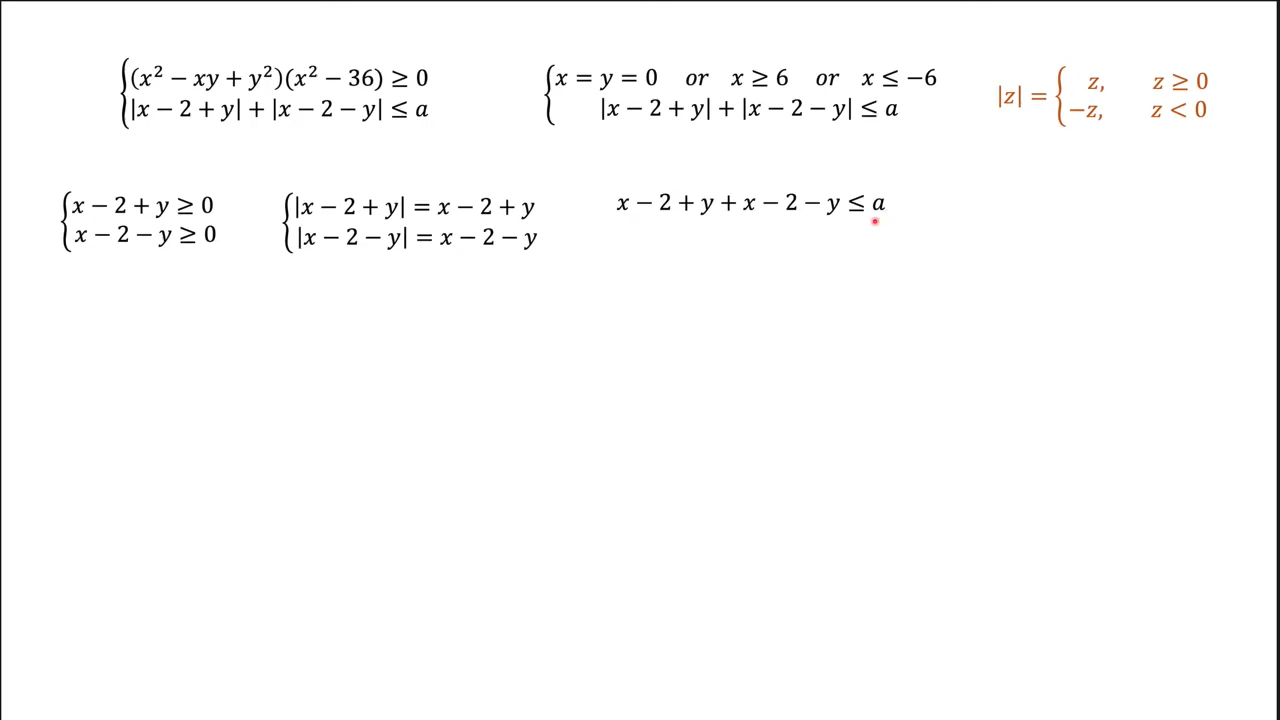 (x² − xy + y²)(x² − 36) ≥ 0
|x − 2 + y| + |x − 2 − y| ≤ a
x = y = 0 or x ≥ 6 or x ≤ −6
|x − 2 + y| + |x − 2 − y| ≤ a
|z| = { z, z ≥ 0
−z, z < 0
x − 2 + y ≥ 0
x − 2 − y ≥ 0
|x − 2 + y| = x − 2 + y
|x − 2 − y| = x − 2 − y
x − 2 + y + x − 2 − y ≤ a